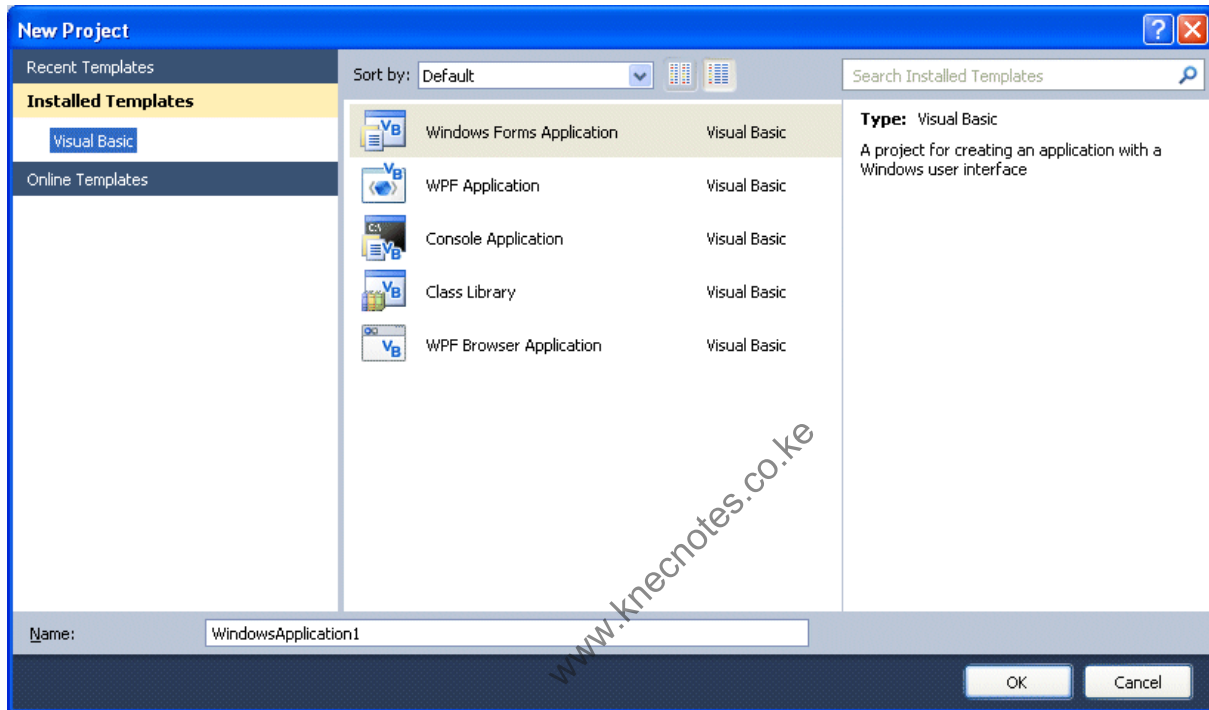 New Project
Recent Templates
Installed Templates
Visual Basic
Online Templates
Sort by: Default
Search Installed Templates
Windows Forms Application Visual Basic
WPF Application Visual Basic
Console Application Visual Basic
Class Library Visual Basic
WPF Browser Application Visual Basic
Type: Visual Basic
A project for creating an application with a
Windows user interface
www.knecnotes.co.ke
Name: WindowsApplication1
OK Cancel